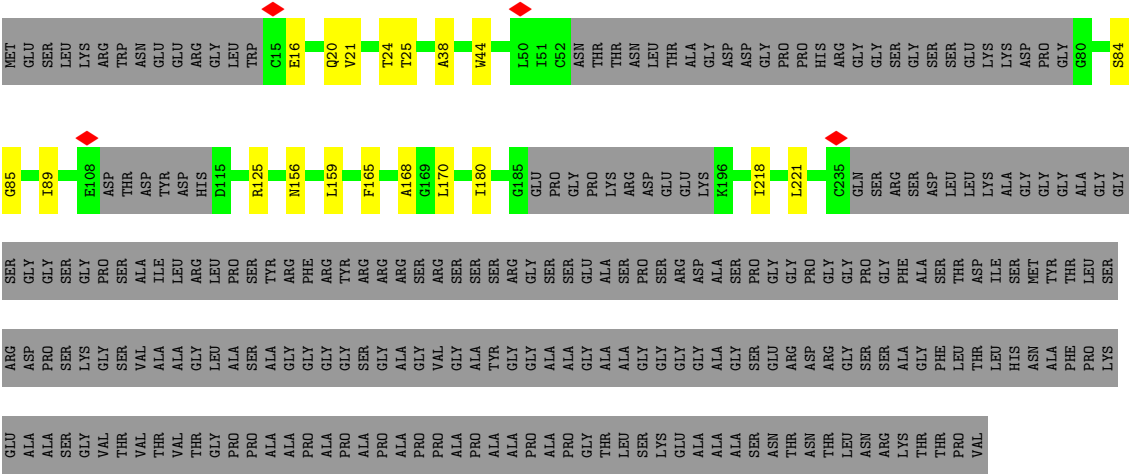 MET GLU SER LEU LYS ARG TRP ASN GLU GLU ARG GLY LEU TRP C15 E16 Q20 V21 T24 T25 A38 W44 L50 I51 C52 ASN THR THR ASN LEU THR ALA GLY ASP ASP GLY PRO PRO HIS ARG GLY GLY SER GLY SER SER GLU LYS LYS ASP PRO GLY G80 S84
G85 I89 E108 ASP THR ASP TYR ASP HIS D115 R125 N156 L159 F165 A168 G169 L170 I180 G185 GLU PRO GLY PRO LYS ARG ASP GLU GLU LYS K196 I218 L221 C235 GLN SER ARG SER ASP LEU LEU LYS ALA GLY GLY GLY ALA GLY GLY
SER GLY GLY SER GLY PRO SER ALA ILE LEU ARG LEU PRO SER TYR ARG PHE ARG TYR ARG ARG ARG SER ARG SER SER SER ARG GLY SER SER GLU ALA SER PRO SER ARG ASP ALA SER PRO GLY GLY PRO GLY GLY PRO GLY PHE ALA SER THR ASP ILE SER MET TYR THR LEU SER
ARG ASP PRO SER LYS GLY SER VAL ALA ALA GLY LEU ALA SER ALA GLY GLY GLY GLY SER GLY ALA GLY VAL GLY ALA TYR GLY GLY ALA ALA GLY ALA ALA GLY GLY GLY GLY ALA GLY SER GLU ARG ASP ARG GLY SER SER ALA GLY PHE LEU THR LEU HIS ASN ALA PHE PRO LYS
GLU ALA ALA SER GLY VAL THR VAL THR VAL THR GLY PRO PRO ALA ALA PRO ALA PRO ALA PRO ALA PRO PRO ALA PRO ALA ALA PRO ALA PRO GLY THR LEU SER LYS GLU ALA ALA ALA SER ASN THR ASN THR LEU ASN ARG LYS THR THR PRO VAL